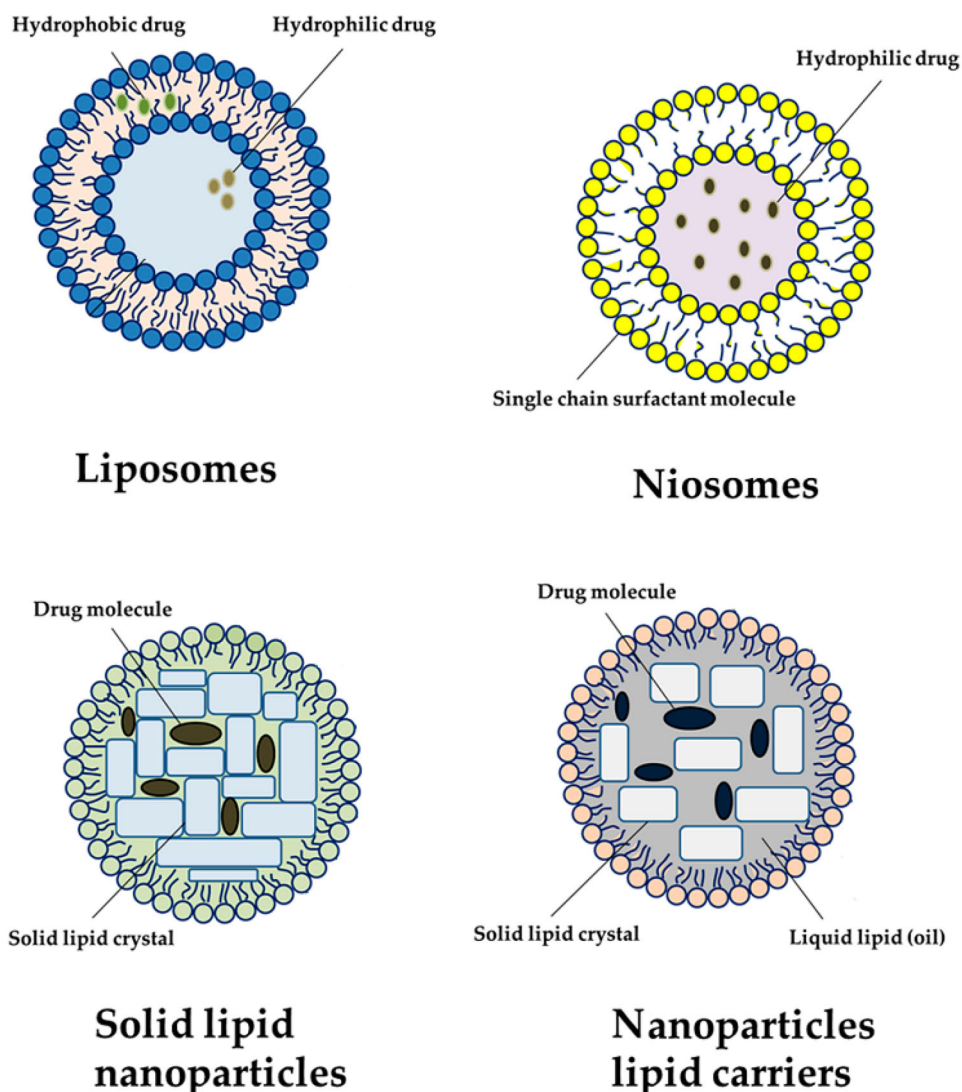 Hydrophobic drug
Hydrophilic drug
Hydrophilic drug
Single chain surfactant molecule
Liposomes
Niosomes
Drug molecule
Drug molecule
Solid lipid crystal
Solid lipid crystal
Liquid lipid (oil)
Solid lipid
nanoparticles
Nanoparticles
lipid carriers